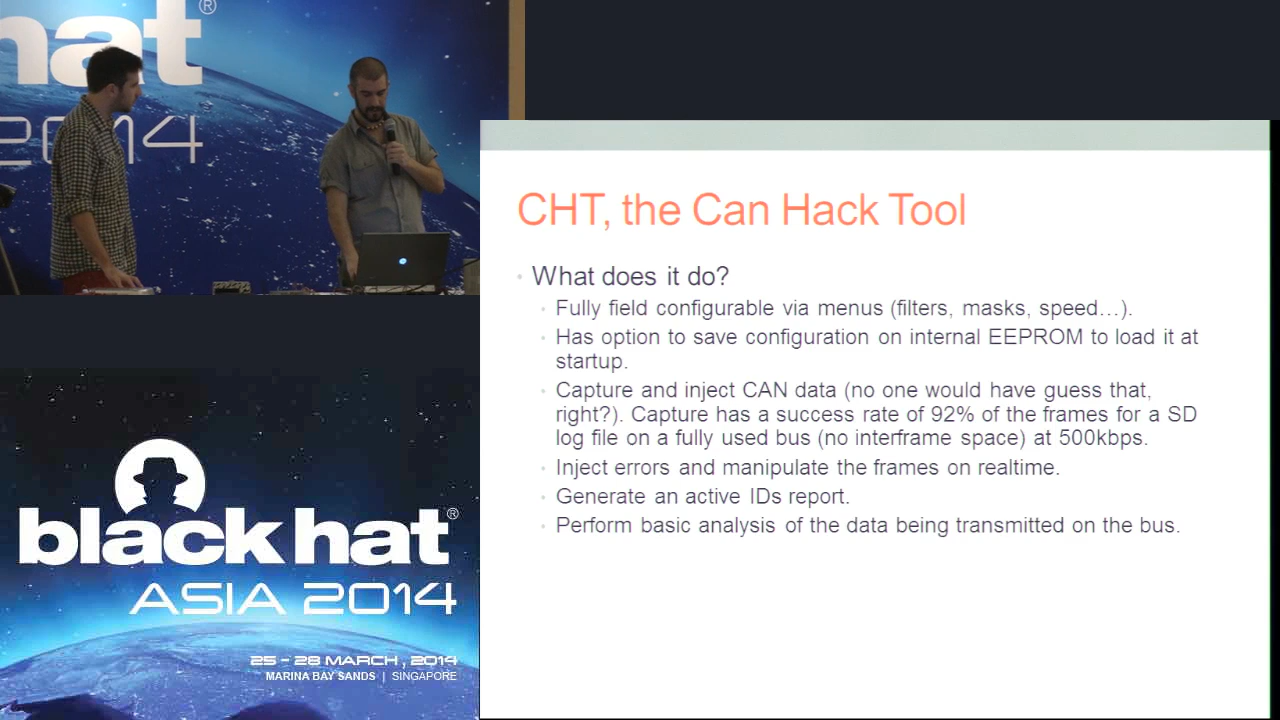 hat®
2014
CHT, the Can Hack Tool
• What does it do?
• Fully field configurable via menus (filters, masks, speed…).
• Has option to save configuration on internal EEPROM to load it at
startup.
• Capture and inject CAN data (no one would have guess that,
right?). Capture has a success rate of 92% of the frames for a SD
log file on a fully used bus (no interframe space) at 500kbps.
• Inject errors and manipulate the frames on realtime.
• Generate an active IDs report.
• Perform basic analysis of the data being transmitted on the bus.
black hat®
ASIA 2014
25 - 28 MARCH, 2014
MARINA BAY SANDS | SINGAPORE